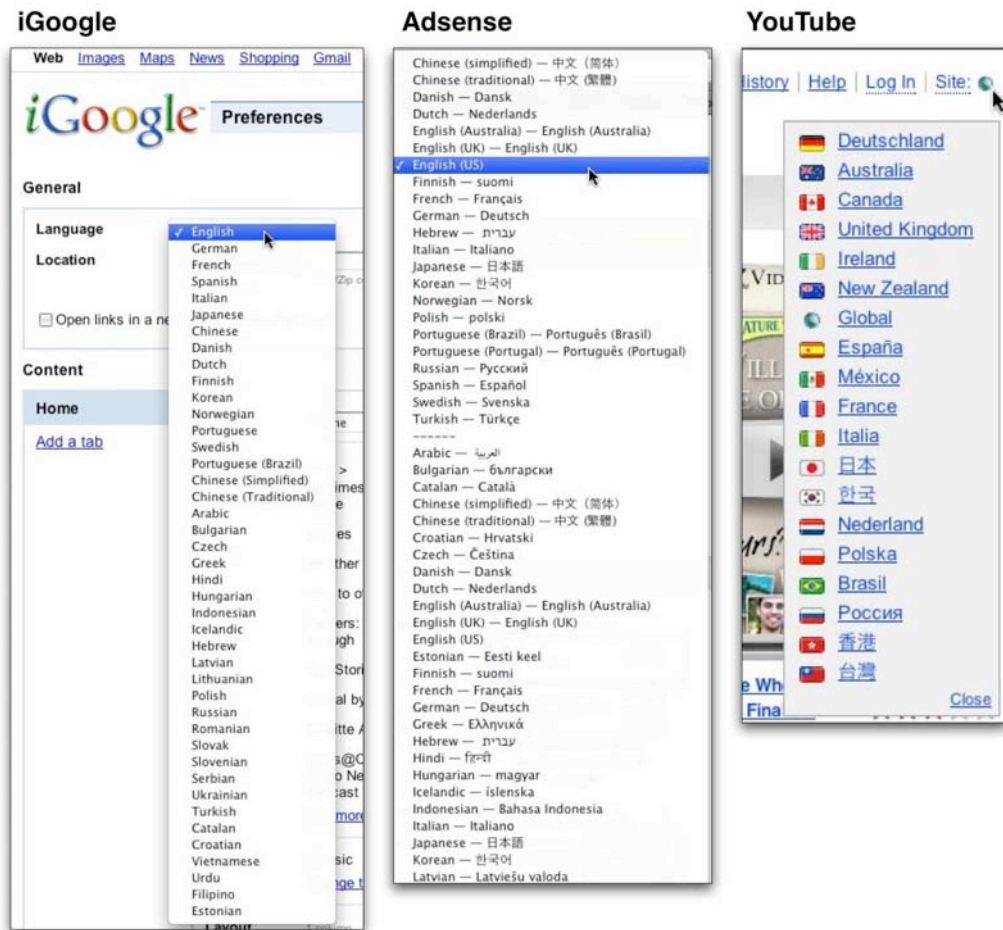 iGoogle
Web Images Maps News Shopping Gmail
iGoogle™ Preferences
General
Language
Location
Open links in a ne
Content
Home
Add a tab
English
German
French
Spanish
Italian
Japanese
Chinese
Danish
Dutch
Finnish
Korean
Norwegian
Portuguese
Swedish
Portuguese (Brazil)
Chinese (Simplified)
Chinese (Traditional)
Arabic
Bulgarian
Czech
Greek
Hindi
Hungarian
Indonesian
Icelandic
Hebrew
Latvian
Lithuanian
Polish
Russian
Romanian
Slovak
Slovenian
Serbian
Ukrainian
Turkish
Catalan
Croatian
Vietnamese
Urdu
Filipino
Estonian
Layout
Adsense
Chinese (simplified) — 中文（简体）
Chinese (traditional) — 中文 (繁體)
Danish — Dansk
Dutch — Nederlands
English (Australia) — English (Australia)
English (UK) — English (UK)
✓ English (US)
Finnish — suomi
French — Français
German — Deutsch
Hebrew — עברית
Italian — Italiano
Japanese — 日本語
Korean — 한국어
Norwegian — Norsk
Polish — polski
Portuguese (Brazil) — Português (Brasil)
Portuguese (Portugal) — Português (Portugal)
Russian — Русский
Spanish — Español
Swedish — Svenska
Turkish — Türkçe
------
Arabic — العربية
Bulgarian — български
Catalan — Català
Chinese (simplified) — 中文（简体）
Chinese (traditional) — 中文 (繁體)
Croatian — Hrvatski
Czech — Čeština
Danish — Dansk
Dutch — Nederlands
English (Australia) — English (Australia)
English (UK) — English (UK)
English (US)
Estonian — Eesti keel
Finnish — suomi
French — Français
German — Deutsch
Greek — Ελληνικά
Hebrew — עברית
Hindi — हिन्दी
Hungarian — magyar
Icelandic — íslenska
Indonesian — Bahasa Indonesia
Italian — Italiano
Japanese — 日本語
Korean — 한국어
Latvian — Latviešu valoda
YouTube
History | Help | Log In | Site:
Deutschland
Australia
Canada
United Kingdom
Ireland
New Zealand
Global
España
México
France
Italia
日本
한국
Nederland
Polska
Brasil
Россия
香港
台灣
Close